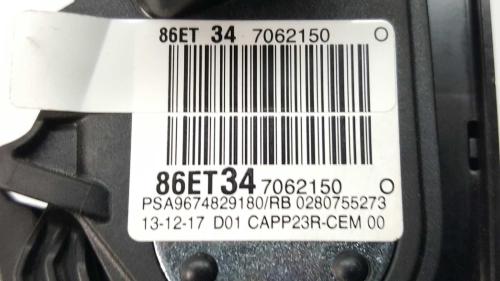 86ET 34 7062150 O
86ET34 7062150 O
PSA9674829180/RB 0280755273
13-12-17 D01 CAPP23R-CEM 00